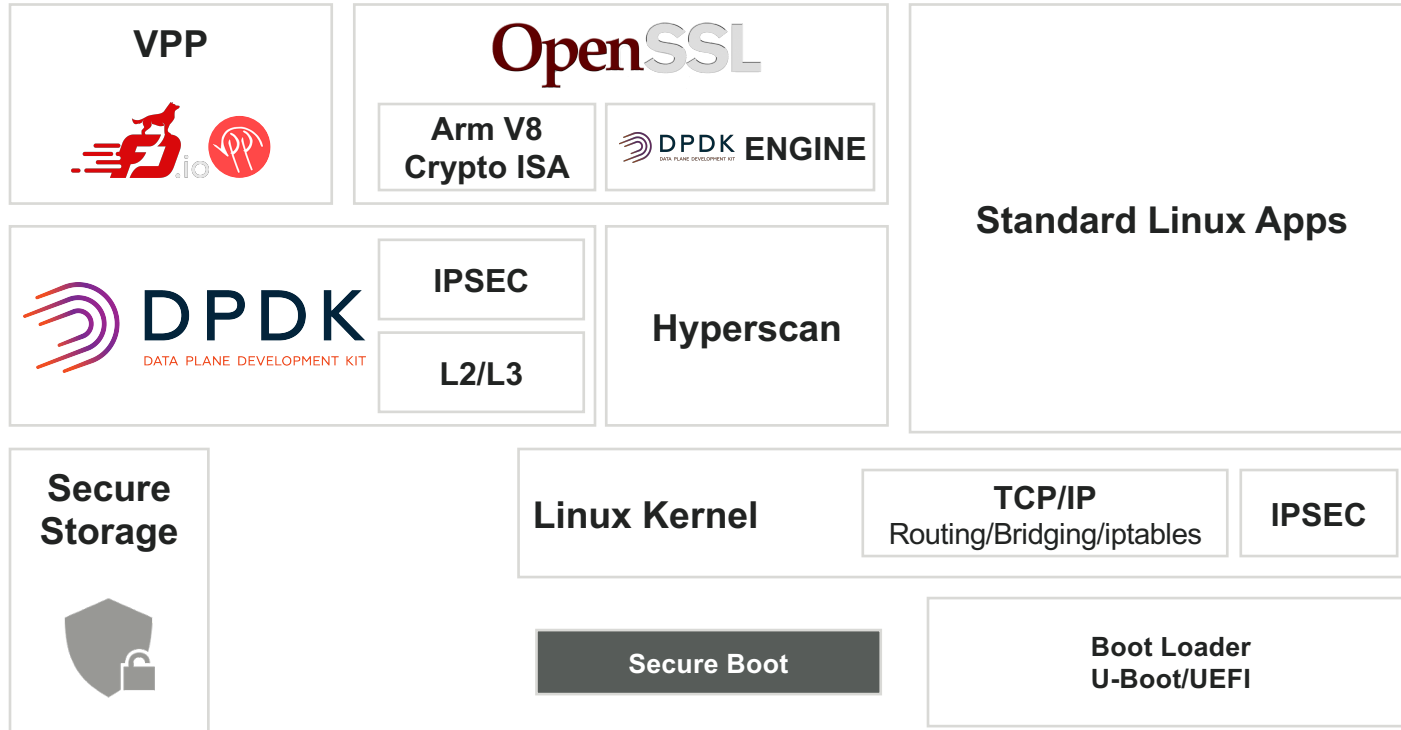 VPP
.io
vpp
OpenSSL
Arm V8
Crypto ISA
DPDK
DATA PLANE DEVELOPMENT KIT
ENGINE
Standard Linux Apps
DPDK
DATA PLANE DEVELOPMENT KIT
IPSEC
L2/L3
Hyperscan
Secure
Storage
Linux Kernel
TCP/IP
Routing/Bridging/iptables
IPSEC
Secure Boot
Boot Loader
U-Boot/UEFI